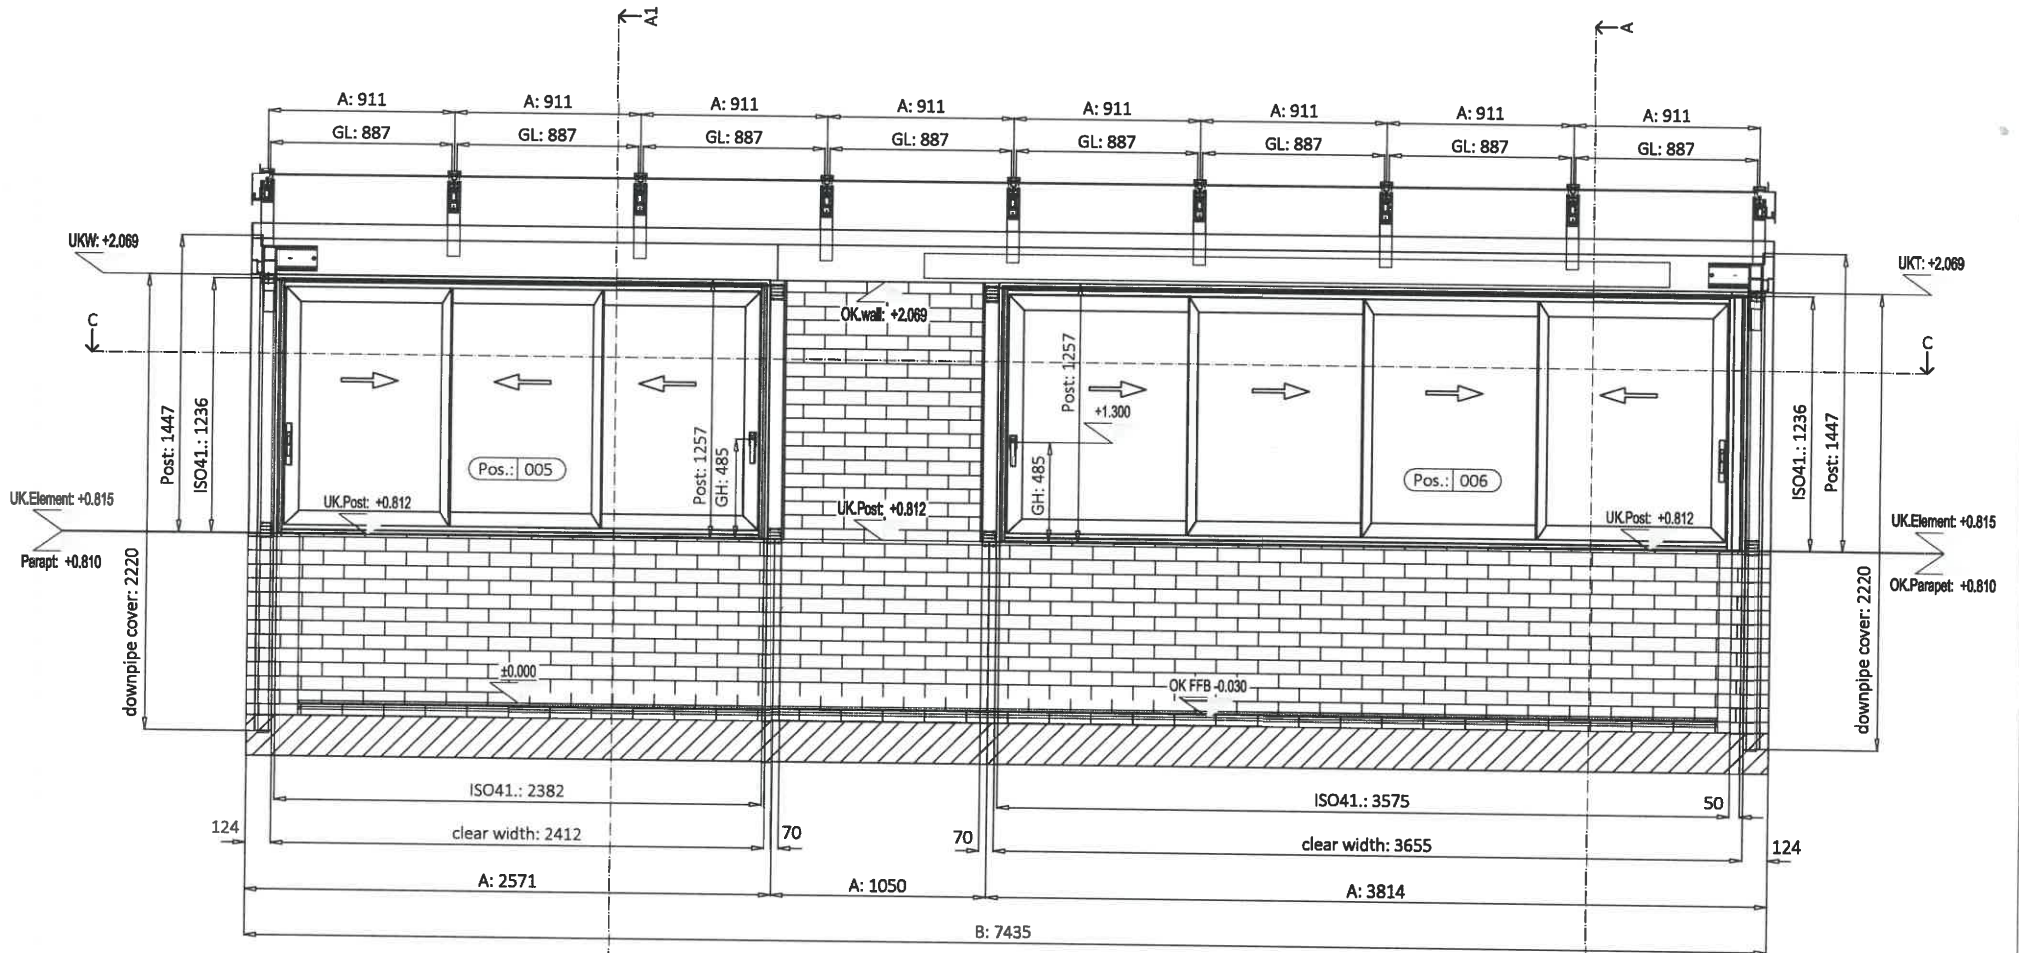 A1
A
A: 911
A: 911
A: 911
A: 911
A: 911
A: 911
A: 911
A: 911
GL: 887
GL: 887
GL: 887
GL: 887
GL: 887
GL: 887
GL: 887
GL: 887
UKW: +2.069
UKT: +2.069
OK.wall: +2.069
C
C
Post: 1447
ISO41.: 1236
Post: 1257
GH: 485
Post: 1257
+1.300
GH: 485
ISO41.: 1236
Post: 1447
Pos.: 005
Pos.: 006
UK.Element: +0.815
UK.Post: +0.812
UK.Post: +0.812
UK.Post: +0.812
UK.Element: +0.815
Parapt: +0.810
OK.Parapet: +0.810
downpipe cover: 2220
downpipe cover: 2220
±0.000
OK FFB -0.030
ISO41.: 2382
ISO41.: 3575
50
124
clear width: 2412
70
70
clear width: 3655
124
A: 2571
A: 1050
A: 3814
B: 7435